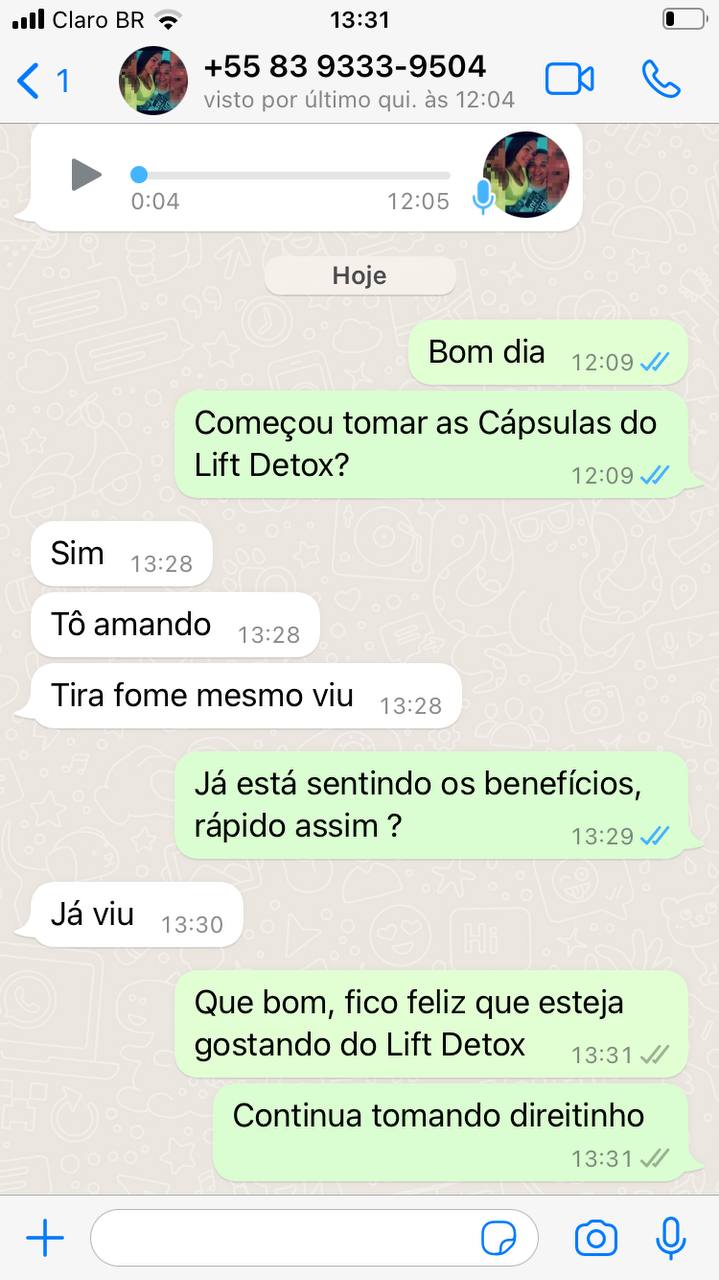 Claro BR 13:31
1 +55 83 9333-9504
visto por último qui. às 12:04
0:04 12:05
Hoje
Bom dia 12:09
Começou tomar as Cápsulas do
Lift Detox? 12:09
Sim 13:28
Tô amando 13:28
Tira fome mesmo viu 13:28
Já está sentindo os benefícios,
rápido assim ? 13:29
Já viu 13:30
Que bom, fico feliz que esteja
gostando do Lift Detox 13:31
Continua tomando direitinho
13:31